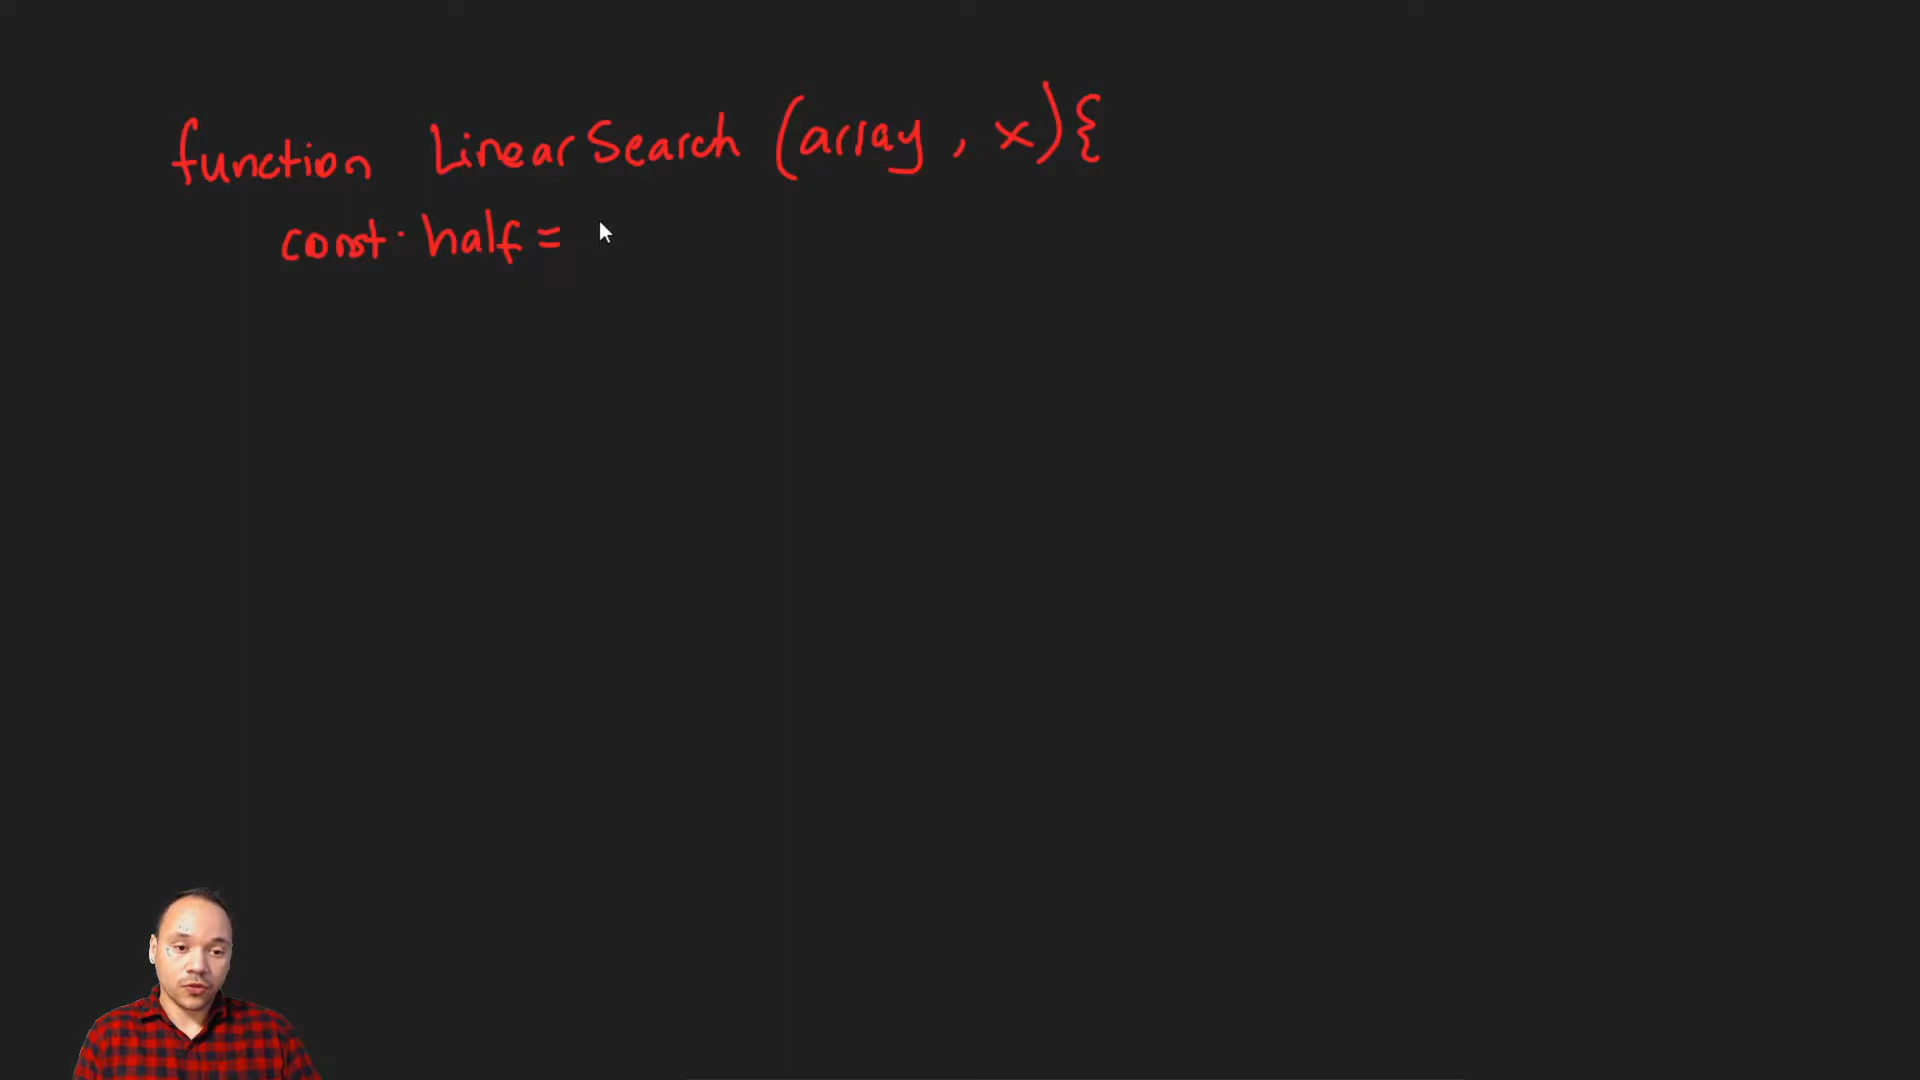 function LinearSearch (array , x){
const half =